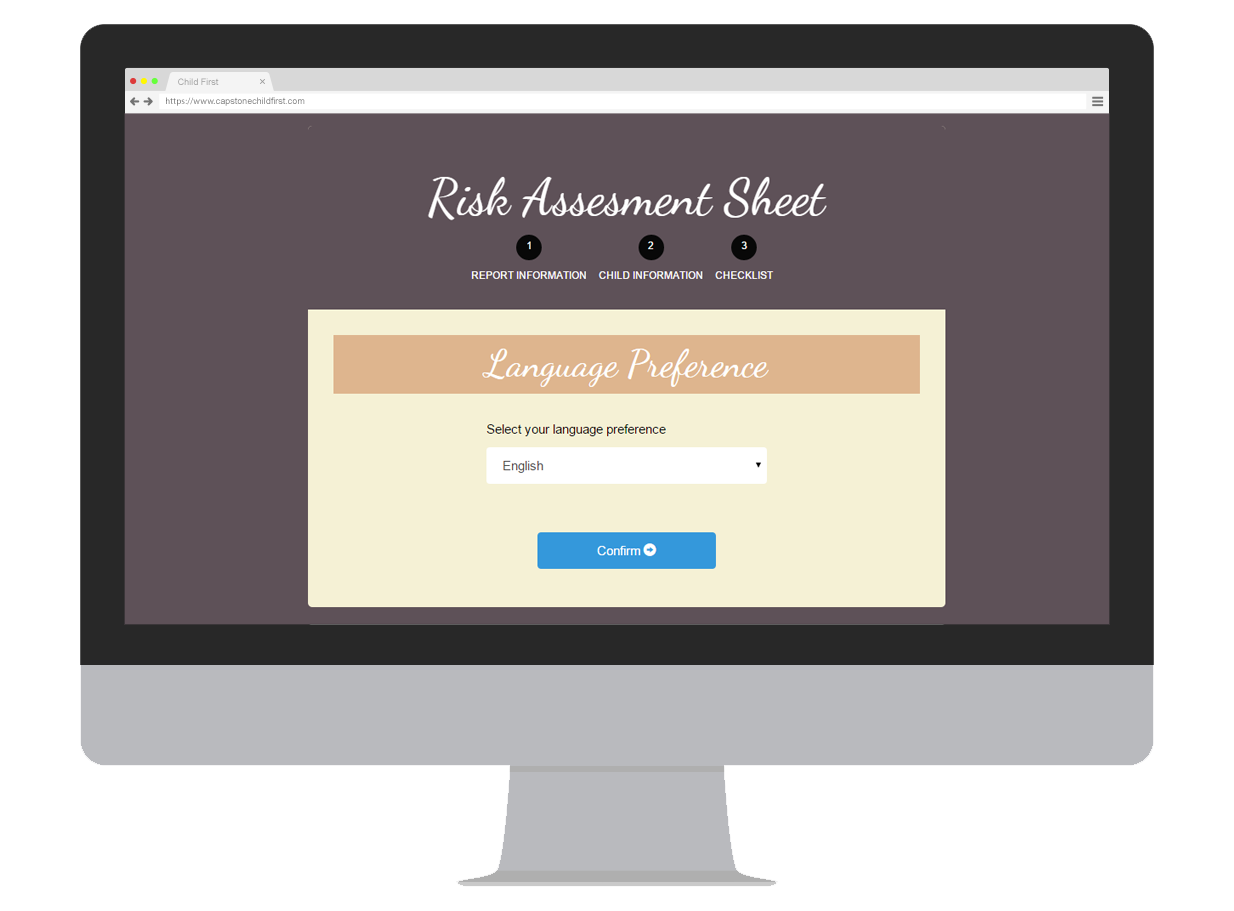 Child First
https://www.capstonechildfirst.com
Risk Assesment Sheet
1 2 3
REPORT INFORMATION CHILD INFORMATION CHECKLIST
Language Preference
Select your language preference
English
Confirm